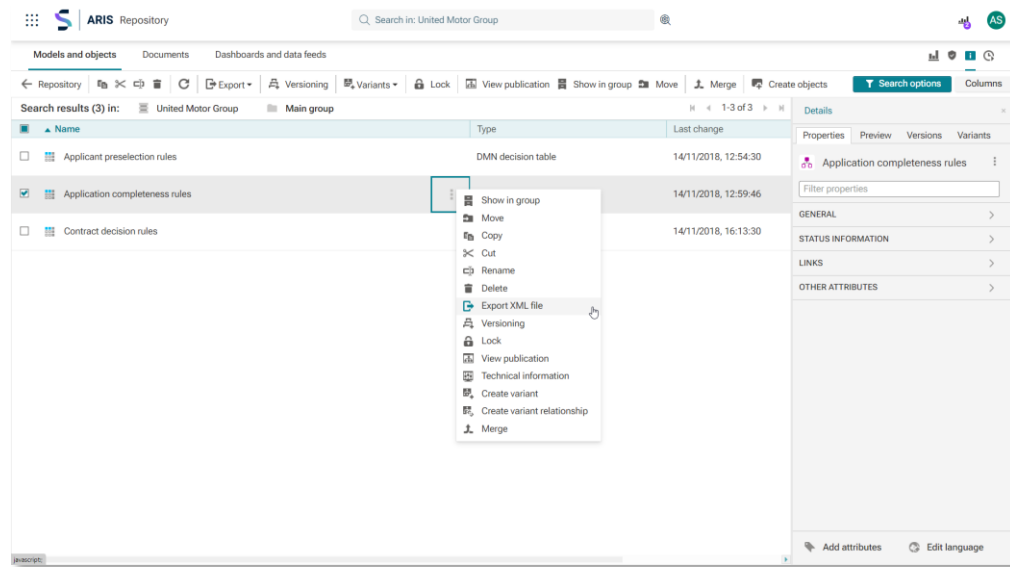 ARIS Repository
Search in: United Motor Group
AS
Models and objects Documents Dashboards and data feeds
Repository Export Versioning Variants Lock View publication Show in group Move Merge Create objects Search options Columns
Search results (3) in: United Motor Group Main group 1-3 of 3
Name Type Last change
Applicant preselection rules DMN decision table 14/11/2018, 12:54:30
Application completeness rules 14/11/2018, 12:59:46
Contract decision rules 14/11/2018, 16:13:30
Show in group
Move
Copy
Cut
Rename
Delete
Export XML file
Versioning
Lock
View publication
Technical information
Create variant
Create variant relationship
Merge
Details
Properties Preview Versions Variants
Application completeness rules
Filter properties
GENERAL
STATUS INFORMATION
LINKS
OTHER ATTRIBUTES
Add attributes Edit language
javascript: